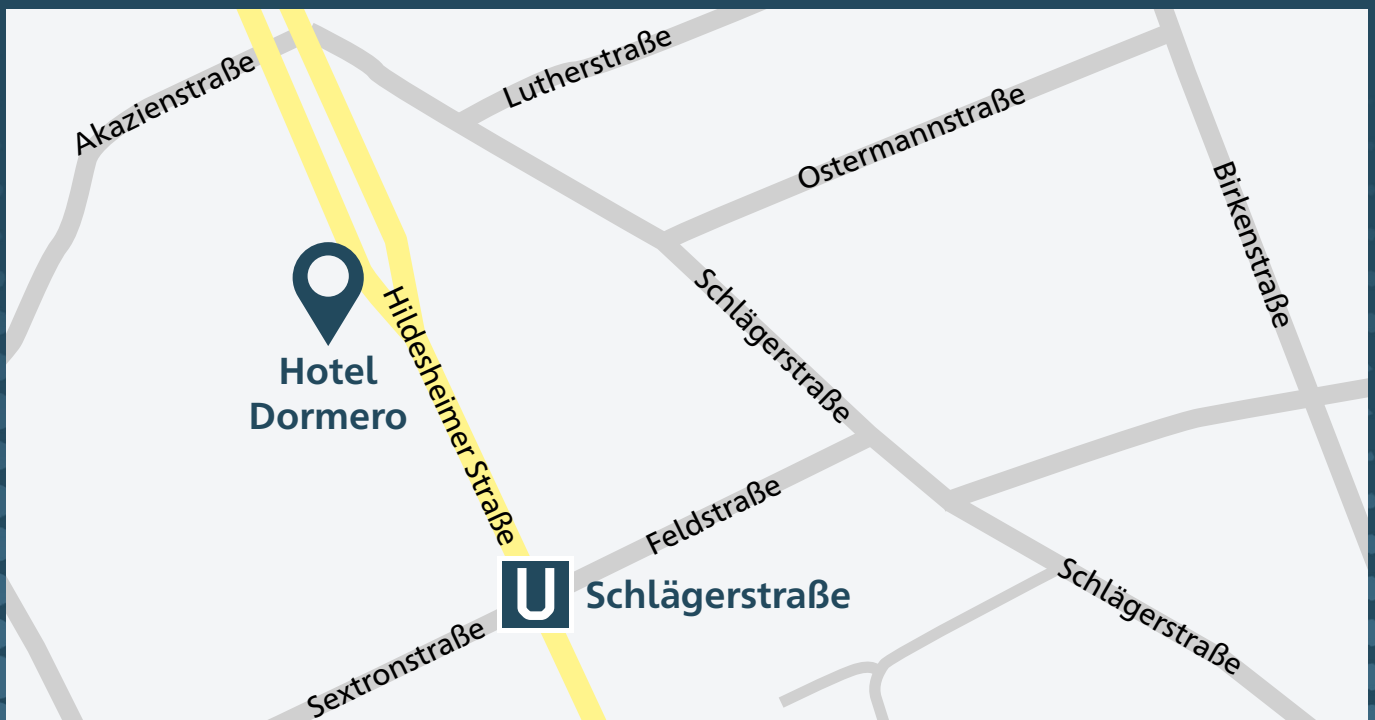 Lutherstraße
Akazienstraße
Ostermannstraße
Birkenstraße
Schlägerstraße
Hildesheimer Straße
Hotel
Dormero
Feldstraße
U Schlägerstraße
Schlägerstraße
Sextronstraße